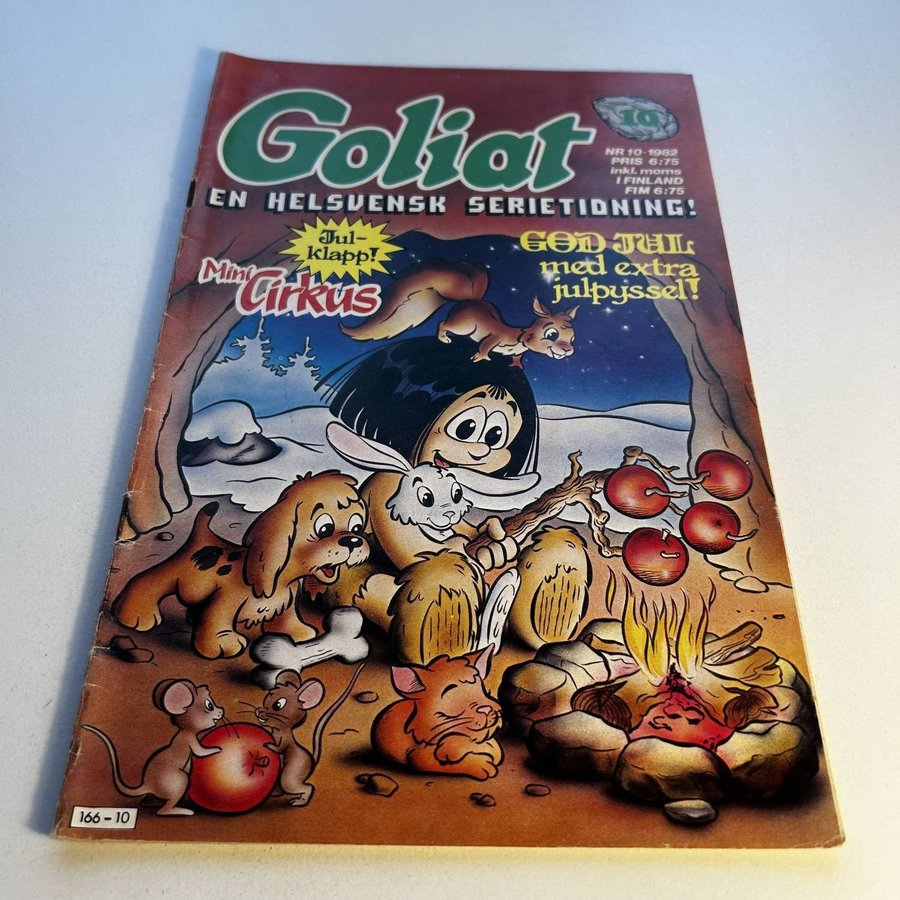 Goliat
10
NR 10-1982
PRIS 6:75
inkl. moms
I FINLAND
FIM 6:75
EN HELSVENSK SERIETIDNING!
Jul-
klapp!
Mini
Cirkus
GOD JUL
med extra
julpyssel!
166-10